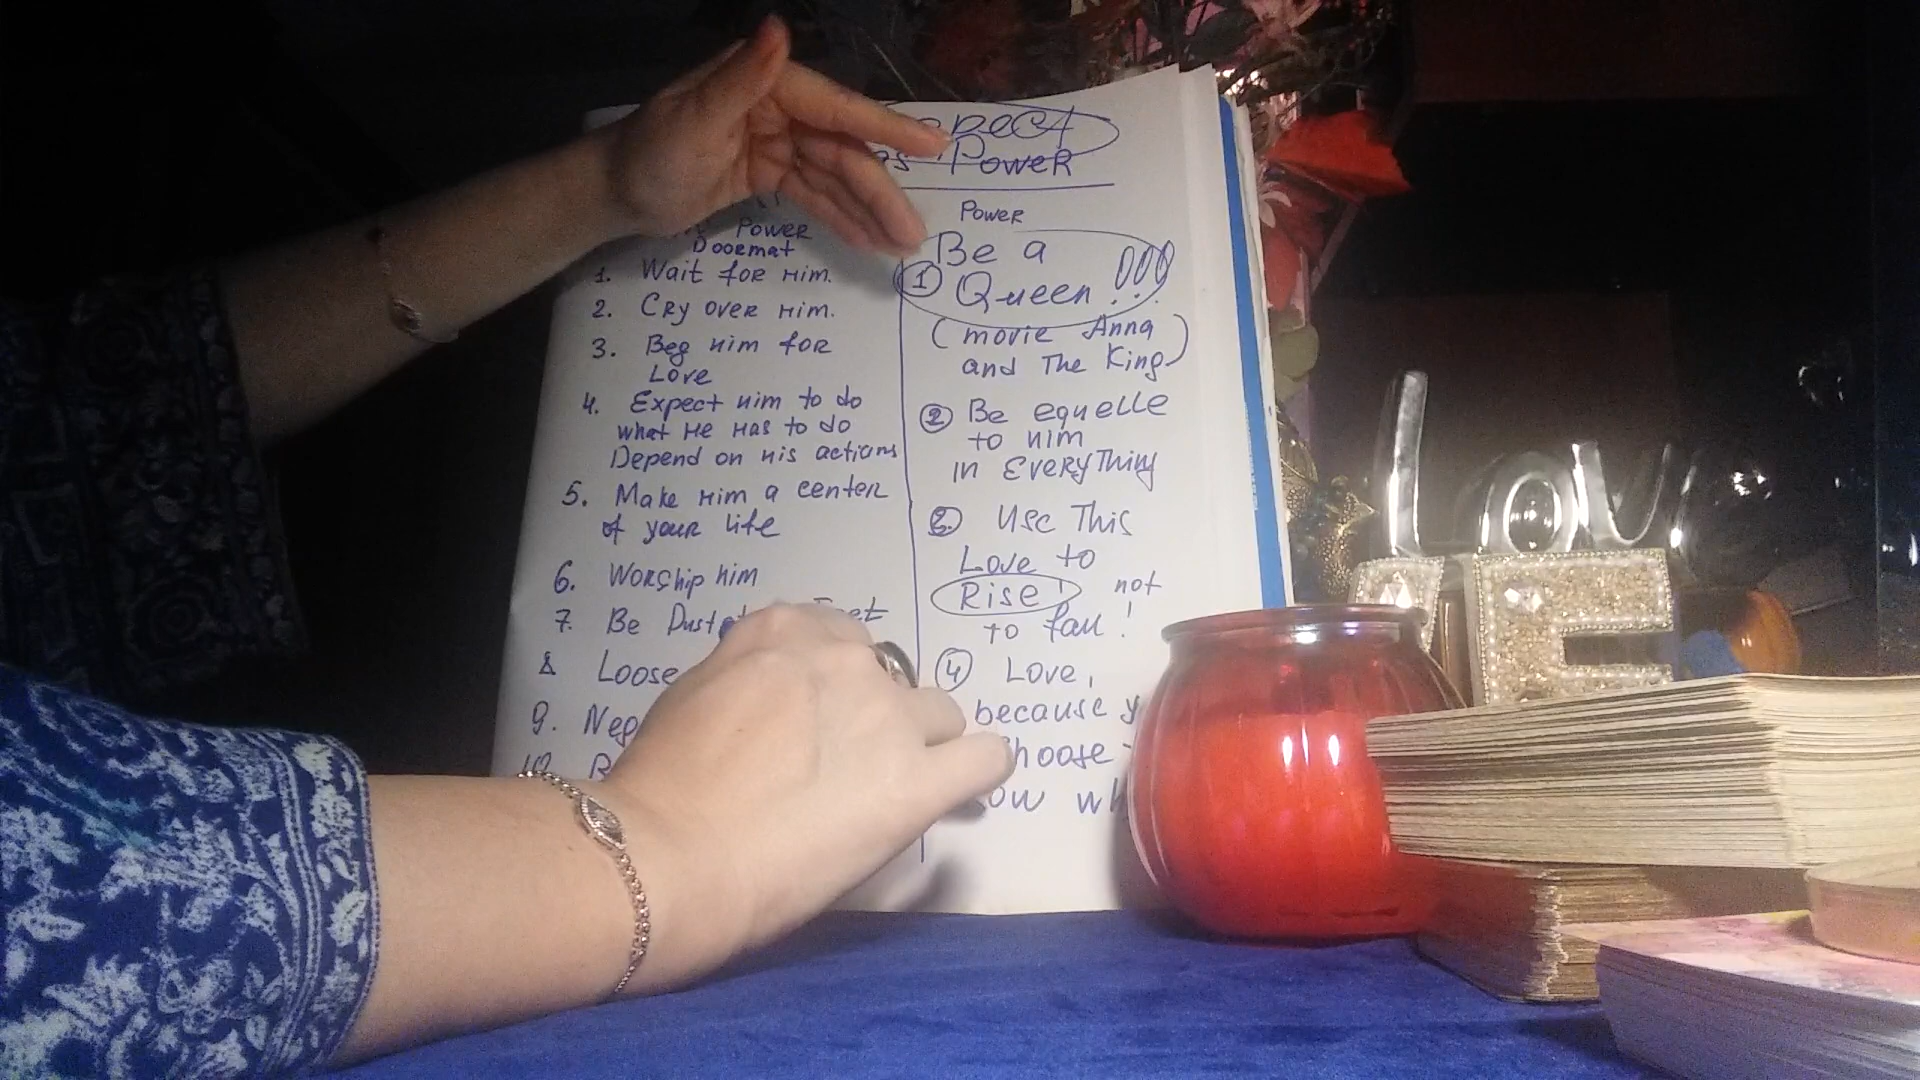 Power
Power
Doormat
1. Wait for Him.
2. Cry over Him.
3. Beg him for
Love
4. Expect him to do
what He Has to do
Depend on his actions
5. Make Him a center
of your life
6. Worship him
7. Be Dust
8 Loose
9.
10.
Power
Be a
1 Queen!!!
(movie Anna
and The King)
2 Be equelle
to him
in EveryThing
3. Use This
Love to
Rise! not
to fall!
4 Love,
because
LOVE